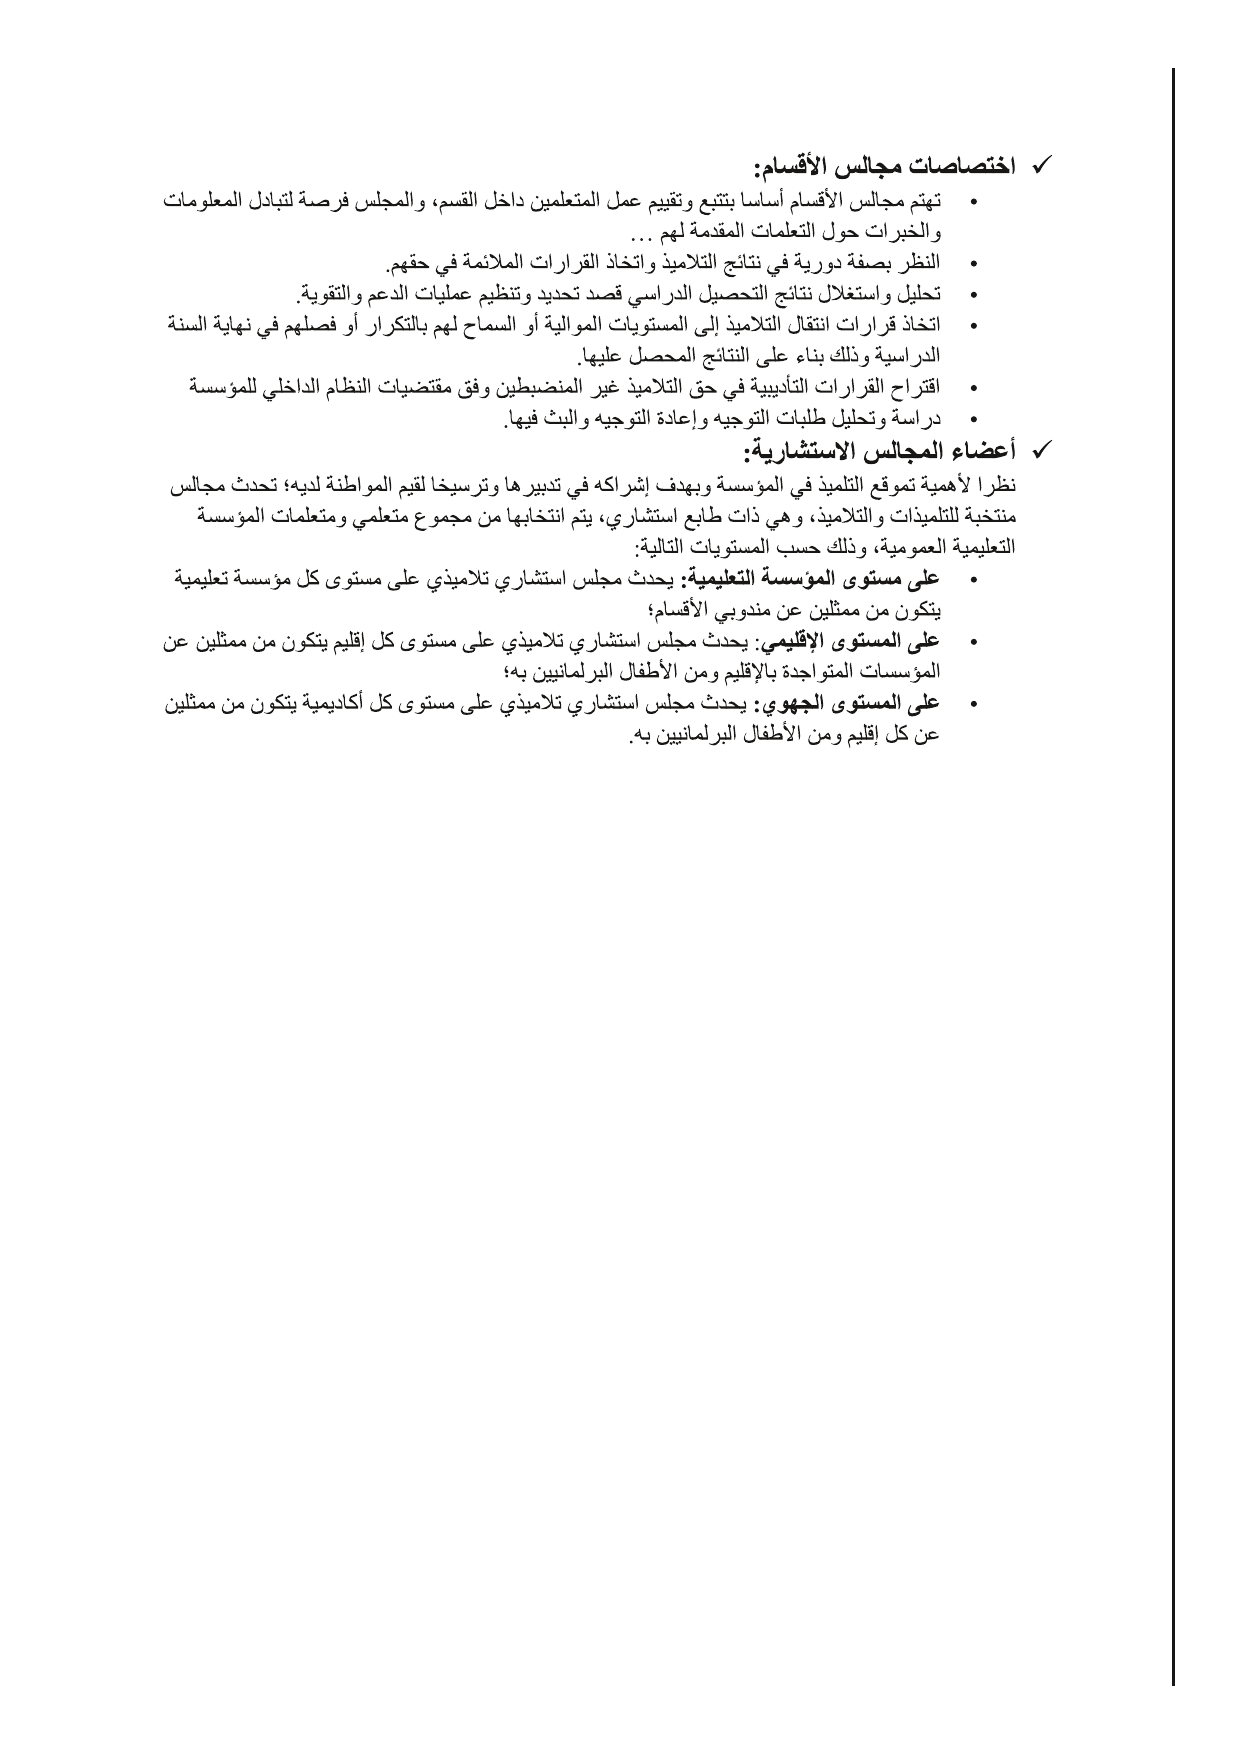 ✓ اختصاصات مجالس الأقسام:
• تهتم مجالس الأقسام أساسا بتتبع وتقييم عمل المتعلمين داخل القسم، والمجلس فرصة لتبادل المعلومات
والخبرات حول التعلمات المقدمة لهم ...
• النظر بصفة دورية في نتائج التلاميذ واتخاذ القرارات الملائمة في حقهم.
• تحليل واستغلال نتائج التحصيل الدراسي قصد تحديد وتنظيم عمليات الدعم والتقوية.
• اتخاذ قرارات انتقال التلاميذ إلى المستويات الموالية أو السماح لهم بالتكرار أو فصلهم في نهاية السنة
الدراسية وذلك بناء على النتائج المحصل عليها.
• اقتراح القرارات التأديبية في حق التلاميذ غير المنضبطين وفق مقتضيات النظام الداخلي للمؤسسة
• دراسة وتحليل طلبات التوجيه وإعادة التوجيه والبث فيها.
✓ أعضاء المجالس الاستشارية:
نظرا لأهمية تموقع التلميذ في المؤسسة وبهدف إشراكه في تدبيرها وترسيخا لقيم المواطنة لديه؛ تحدث مجالس
منتخبة للتلميذات والتلاميذ، وهي ذات طابع استشاري، يتم انتخابها من مجموع متعلمي ومتعلمات المؤسسة
التعليمية العمومية، وذلك حسب المستويات التالية:
• على مستوى المؤسسة التعليمية: يحدث مجلس استشاري تلاميذي على مستوى كل مؤسسة تعليمية
يتكون من ممثلين عن مندوبي الأقسام؛
• على المستوى الإقليمي: يحدث مجلس استشاري تلاميذي على مستوى كل إقليم يتكون من ممثلين عن
المؤسسات المتواجدة بالإقليم ومن الأطفال البرلمانيين به؛
• على المستوى الجهوي: يحدث مجلس استشاري تلاميذي على مستوى كل أكاديمية يتكون من ممثلين
عن كل إقليم ومن الأطفال البرلمانيين به.